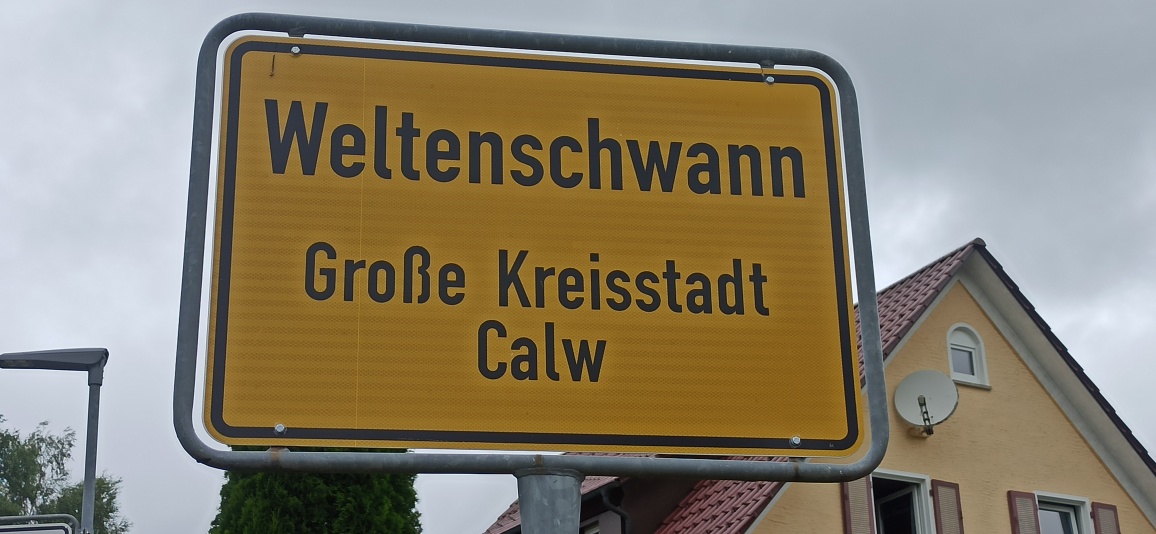 Weltenschwann
Große Kreisstadt
Calw